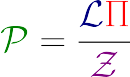 𝒫 = ℒΠ / 𝒵